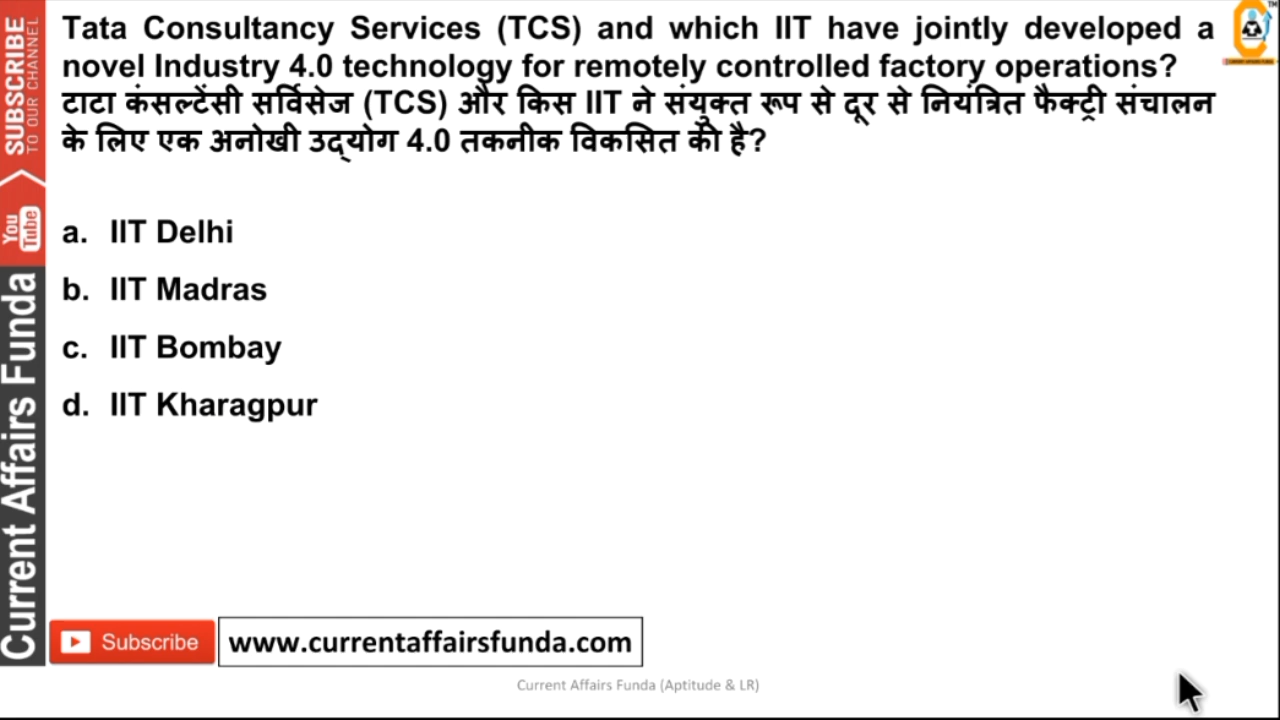 Tata Consultancy Services (TCS) and which IIT have jointly developed a
novel Industry 4.0 technology for remotely controlled factory operations?
टाटा कंसल्टेंसी सर्विसेज (TCS) और किस IIT ने संयुक्त रूप से दूर से नियंत्रित फैक्ट्री संचालन
के लिए एक अनोखी उद्योग 4.0 तकनीक विकसित की है?
a. IIT Delhi
b. IIT Madras
c. IIT Bombay
d. IIT Kharagpur
SUBSCRIBE
TO OUR CHANNEL
You Tube
Current Affairs Funda
Subscribe
www.currentaffairsfunda.com
Current Affairs Funda (Aptitude & LR)